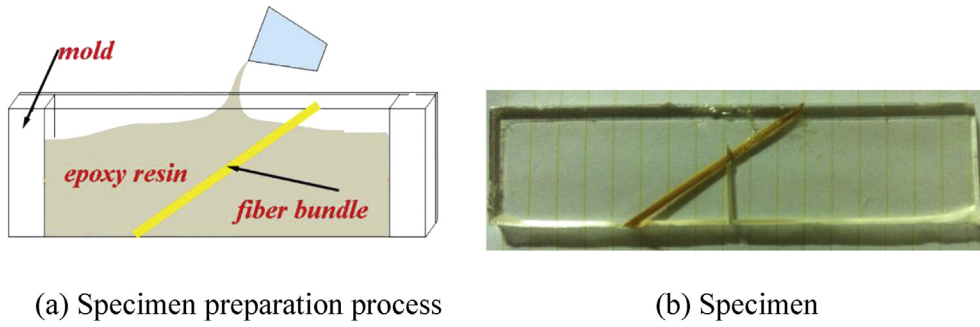 mold
epoxy resin
fiber bundle
(a) Specimen preparation process
(b) Specimen